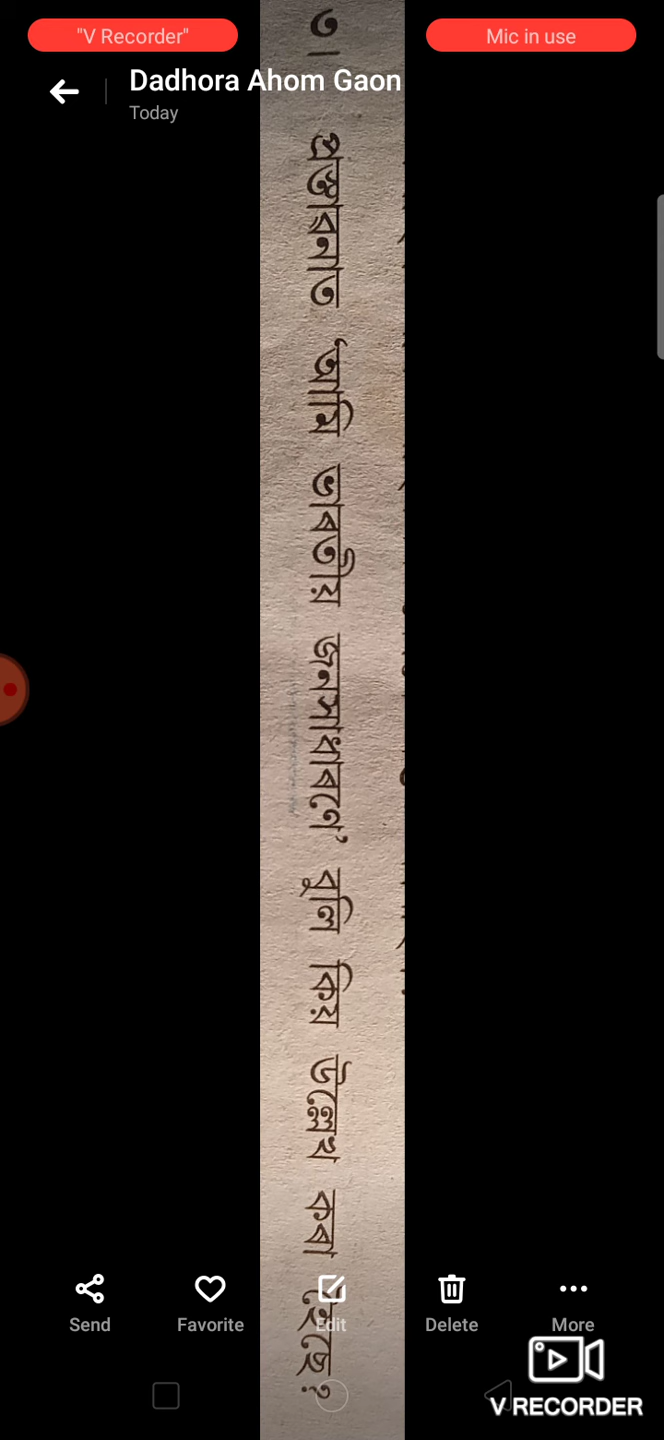 "V Recorder"
Mic in use
Dadhora Ahom Gaon
Today
৩। প্ৰস্তাৱনাত ‘আমি ভাৰতীয় জনসাধাৰণে’ বুলি কিয় উল্লেখ কৰা হৈছে?
Send
Favorite
Edit
Delete
More
V RECORDER